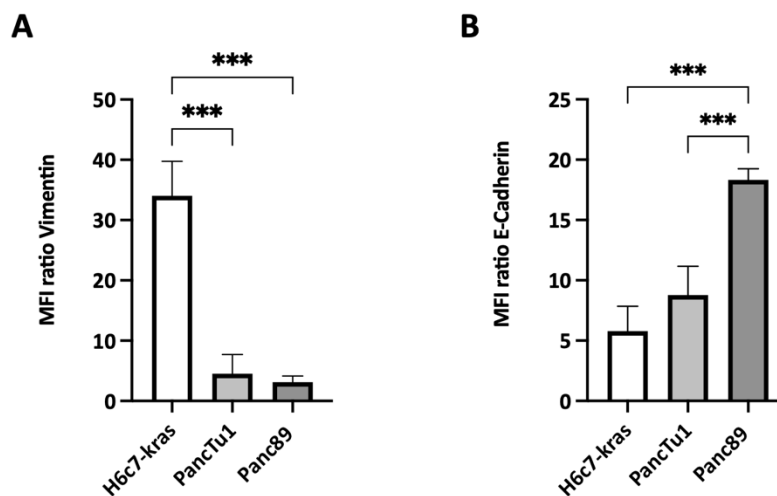 A
***
***
50
40
30
20
10
0
MFI ratio Vimentin
H6c7-kras
PancTu1
Panc89
B
***
***
25
20
15
10
5
0
MFI ratio E-Cadherin
H6c7-kras
PancTu1
Panc89